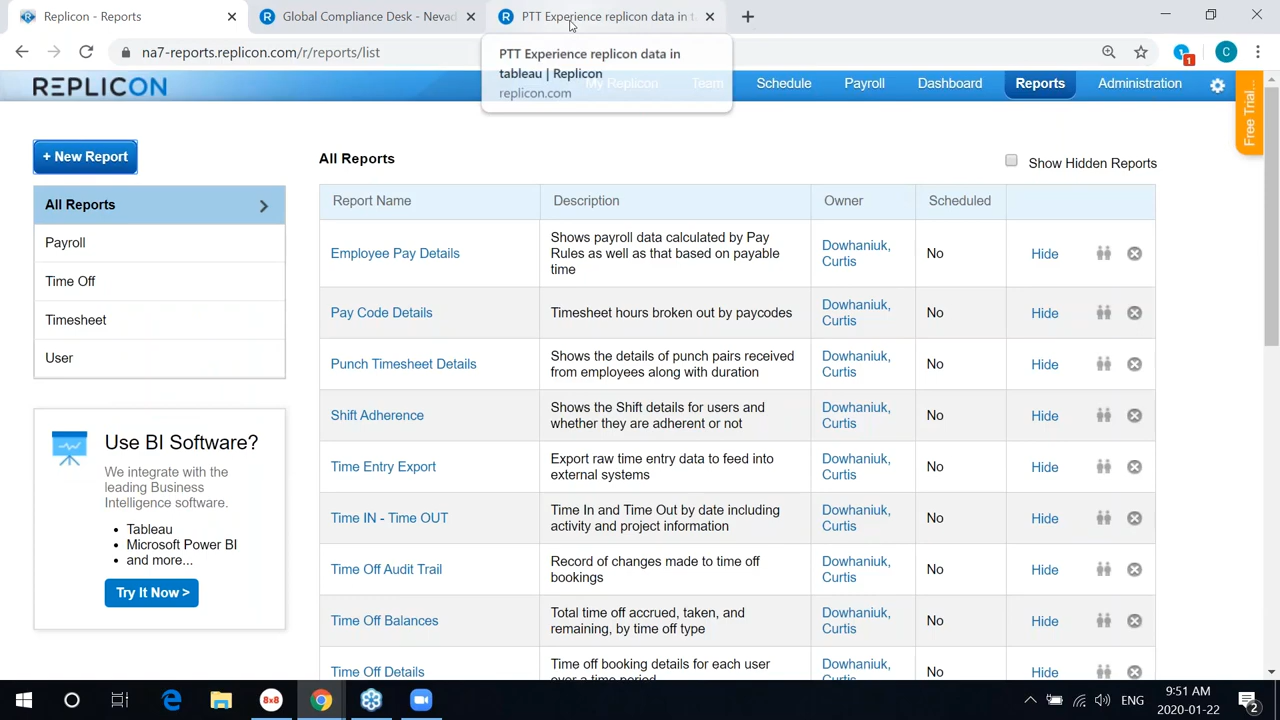 Replicon - Reports
Global Compliance Desk - Nevad
PTT Experience replicon data in t
na7-reports.replicon.com/r/reports/list
1
C
PTT Experience replicon data in
tableau | Replicon
replicon.com
REPLICON
My Replicon
Team
Schedule
Payroll
Dashboard
Reports
Administration
Free Trial...
+ New Report
All Reports
Payroll
Time Off
Timesheet
User
Use BI Software?
We integrate with the
leading Business
Intelligence software.
• Tableau
• Microsoft Power BI
• and more...
Try It Now >
All Reports
Show Hidden Reports
Report Name Description Owner Scheduled
Employee Pay Details
Shows payroll data calculated by Pay
Rules as well as that based on payable
time
Dowhaniuk,
Curtis
No
Hide
Pay Code Details
Timesheet hours broken out by paycodes
Dowhaniuk,
Curtis
No
Hide
Punch Timesheet Details
Shows the details of punch pairs received
from employees along with duration
Dowhaniuk,
Curtis
No
Hide
Shift Adherence
Shows the Shift details for users and
whether they are adherent or not
Dowhaniuk,
Curtis
No
Hide
Time Entry Export
Export raw time entry data to feed into
external systems
Dowhaniuk,
Curtis
No
Hide
Time IN - Time OUT
Time In and Time Out by date including
activity and project information
Dowhaniuk,
Curtis
No
Hide
Time Off Audit Trail
Record of changes made to time off
bookings
Dowhaniuk,
Curtis
No
Hide
Time Off Balances
Total time off accrued, taken, and
remaining, by time off type
Dowhaniuk,
Curtis
No
Hide
Time Off Details
Time off booking details for each user
over a time period
Dowhaniuk,
No
Hide
8x8
ENG
9:51 AM
2020-01-22
2